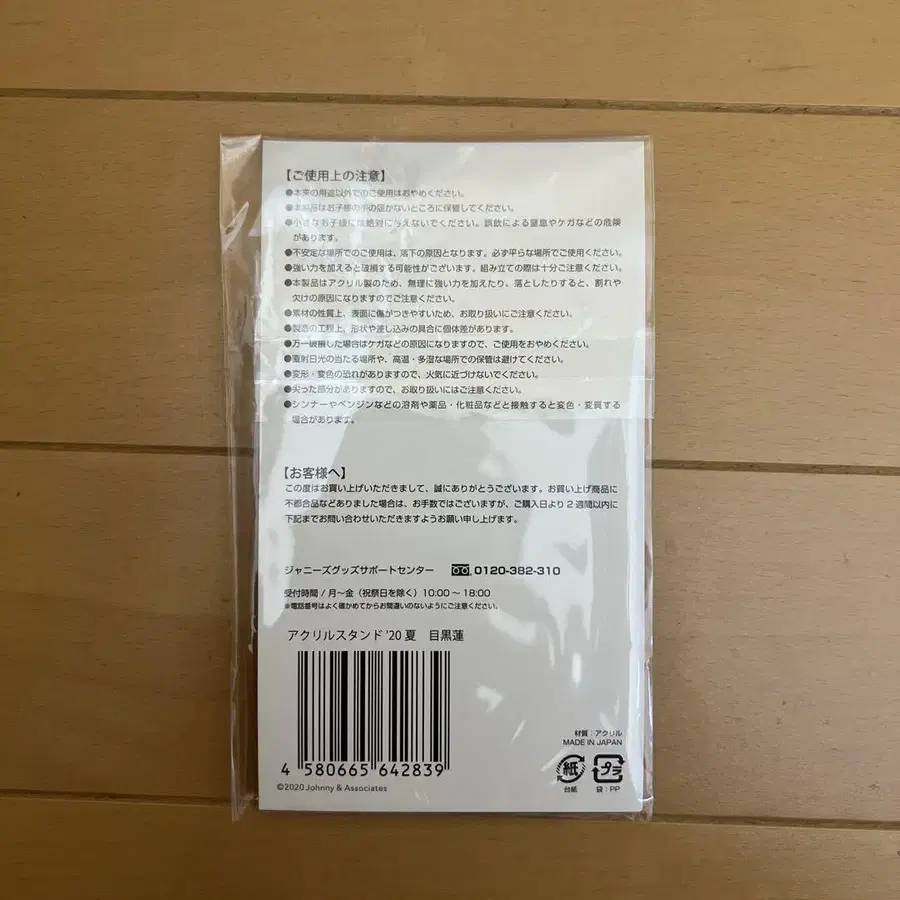 【ご使用上の注意】
●本来の用途以外でのご使用はおやめください。
●本製品はお子様の手の届かないところに保管してください。
●小さなお子様には絶対に与えないでください。誤飲による窒息やケガなどの危険
があります。
●不安定な場所でのご使用は、落下の原因となります。必ず平らな場所でご使用ください。
●強い力を加えると破損する可能性がございます。組み立ての際は十分ご注意ください。
●本製品はアクリル製のため、無理に強い力を加えたり、落としたりすると、割れや
欠けの原因になりますのでご注意ください。
●素材の性質上、表面に傷がつきやすいため、お取り扱いにご注意ください。
●製造の工程上、形状や差し込みの具合に個体差があります。
●万一破損した場合はケガなどの原因になりますので、ご使用をおやめください。
●直射日光の当たる場所や、高温・多湿な場所での保管は避けてください。
●変形・変色の恐れがありますので、火気に近づけないでください。
●尖った部分がありますので、お取り扱いにはご注意ください。
●シンナーやベンジンなどの溶剤や薬品・化粧品などと接触すると変色・変質する
場合があります。
【お客様へ】
この度はお買い上げいただきまして、誠にありがとうございます。お買い上げ商品に
不都合品などありました場合は、お手数ではございますが、ご購入日より2週間以内に
下記までお問い合わせいただきますようお願い申し上げます。
ジャニーズグッズサポートセンター 0120-382-310
受付時間/月〜金(祝祭日を除く)10:00〜18:00
※電話番号はよく確かめてからお間違いのないようにご注意ください。
アクリルスタンド'20夏 目黒蓮
4 580665 642839
©2020 Johnny & Associates
材質:アクリル
MADE IN JAPAN
紙 プラ
台紙 袋:PP